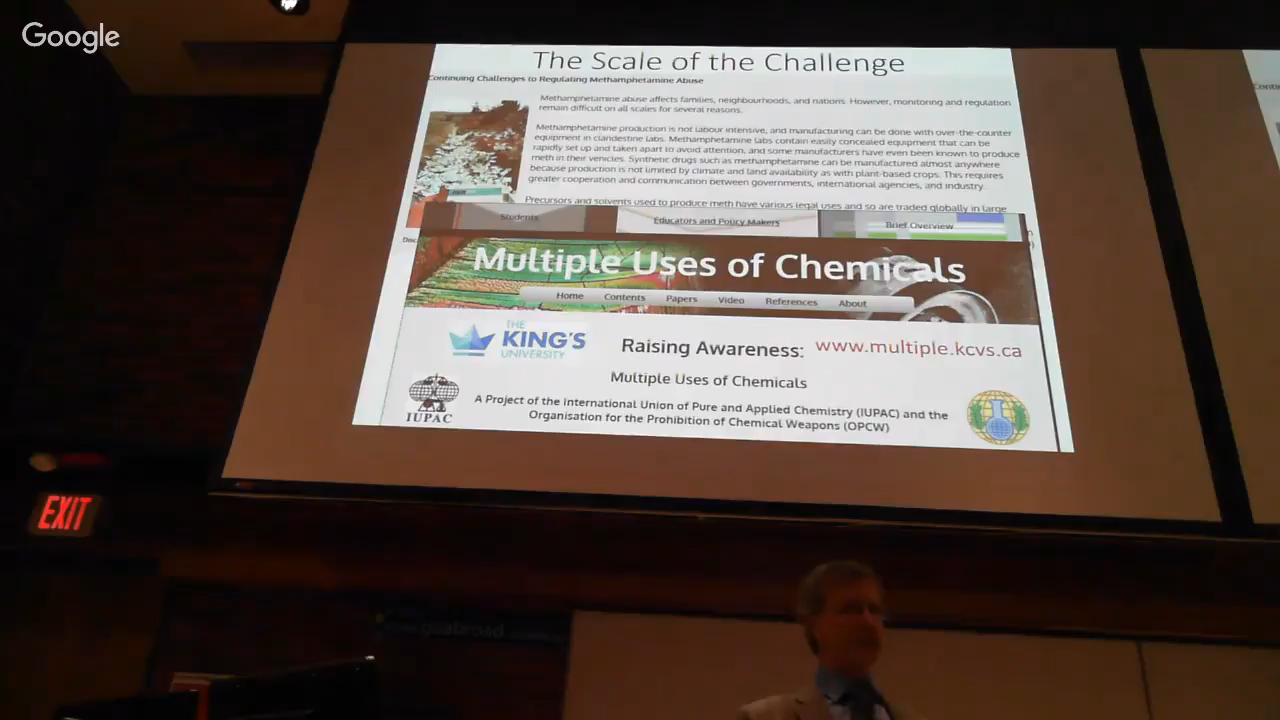 Google
The Scale of the Challenge
Continuing Challenges to Regulating Methamphetamine Abuse
Methamphetamine abuse affects families, neighbourhoods, and nations. However, monitoring and regulation
remain difficult on all scales for several reasons.
Methamphetamine production is not labour intensive, and manufacturing can be done with over-the-counter
equipment in clandestine labs. Methamphetamine labs contain easily concealed equipment that can be
rapidly set up and taken apart to avoid attention, and some manufacturers have even been known to produce
meth in their vehicles. Synthetic drugs such as methamphetamine can be manufactured almost anywhere
because production is not limited by climate and land availability as with plant-based crops. This requires
greater cooperation and communication between governments, international agencies, and industry.
Precursors and solvents used to produce meth have various legal uses and so are traded globally in large
Students
Educators and Policy Makers
Brief Overview
Multiple Uses of Chemicals
Home Contents Papers Video References About
THE
KING'S
UNIVERSITY
Raising Awareness: www.multiple.kcvs.ca
Multiple Uses of Chemicals
IUPAC
A Project of the International Union of Pure and Applied Chemistry (IUPAC) and the
Organisation for the Prohibition of Chemical Weapons (OPCW)
EXIT
goabroad